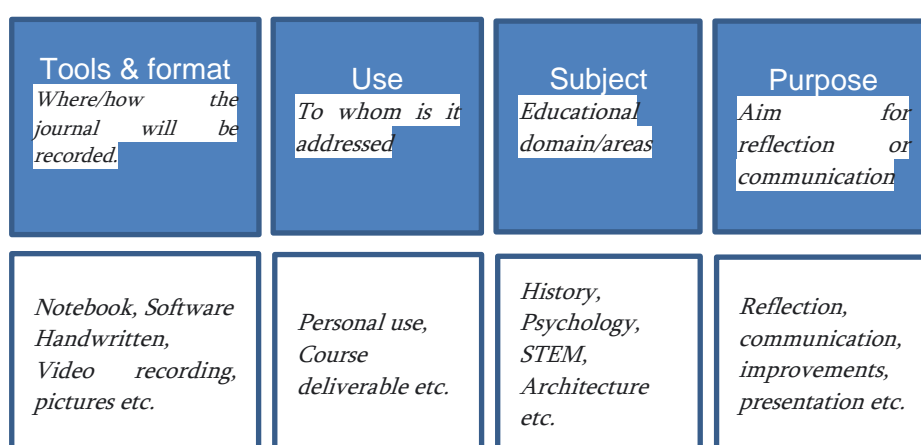 Tools & format
Where/how the
journal will be
recorded.
Use
To whom is it
addressed
Subject
Educational
domain/areas
Purpose
Aim for
reflection or
communication
Notebook, Software
Handwritten,
Video recording,
pictures etc.
Personal use,
Course
deliverable etc.
History,
Psychology,
STEM,
Architecture
etc.
Reflection,
communication,
improvements,
presentation etc.